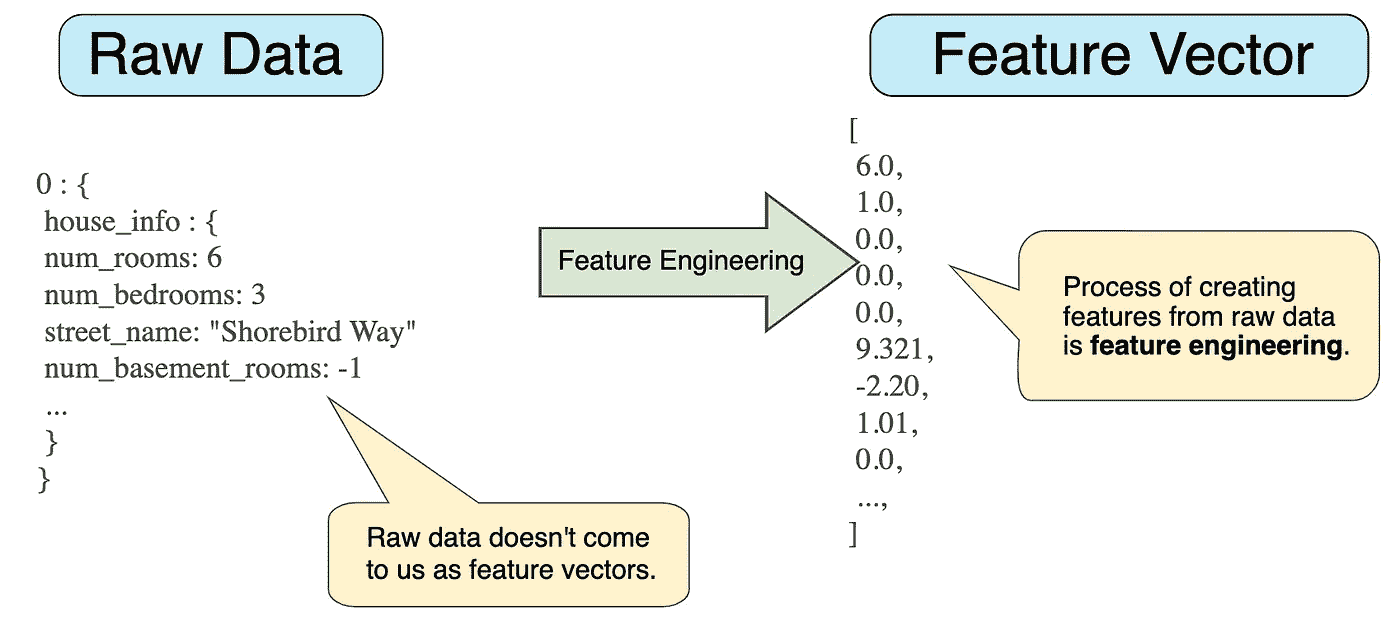 Raw Data
0 : {
house_info : {
num_rooms: 6
num_bedrooms: 3
street_name: "Shorebird Way"
num_basement_rooms: -1
...
}
}
Raw data doesn't come
to us as feature vectors.
Feature Engineering
Feature Vector
[
6.0,
1.0,
0.0,
0.0,
0.0,
9.321,
-2.20,
1.01,
0.0,
...,
]
Process of creating
features from raw data
is feature engineering.